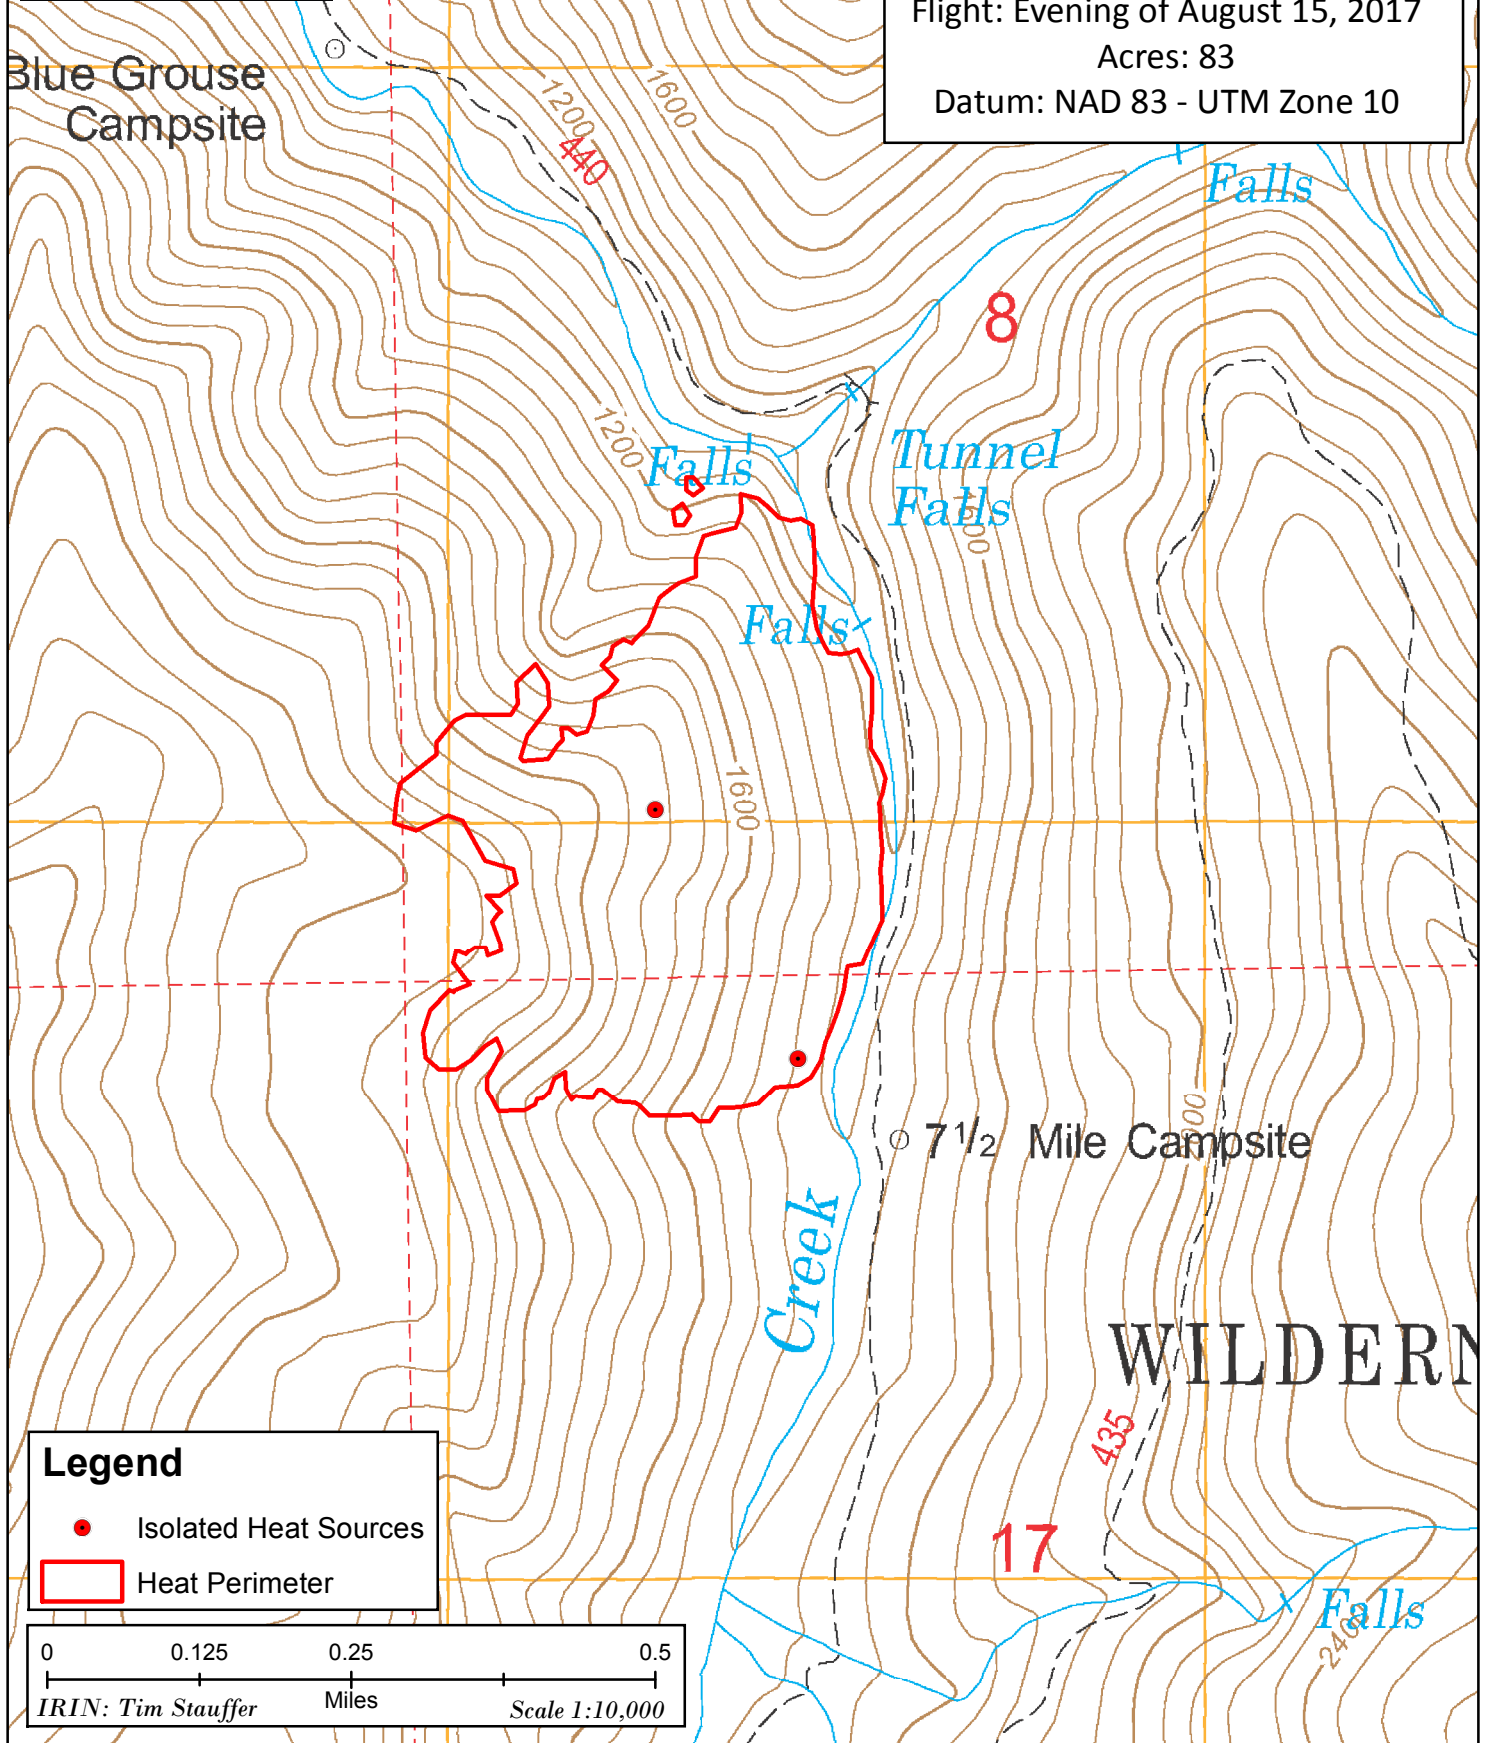 Flight: Evening of August 15, 2017
Acres: 83
Datum: NAD 83 - UTM Zone 10
Blue Grouse
Campsite
1200
1600
440
Falls
8
1200
Falls
Tunnel
Falls
1600
Falls
1600
7 1/2 Mile Campsite
2000
Creek
WILDERN
435
17
Falls
2400
Legend
Isolated Heat Sources
Heat Perimeter
0 0.125 0.25 0.5
Miles
IRIN: Tim Stauffer
Scale 1:10,000